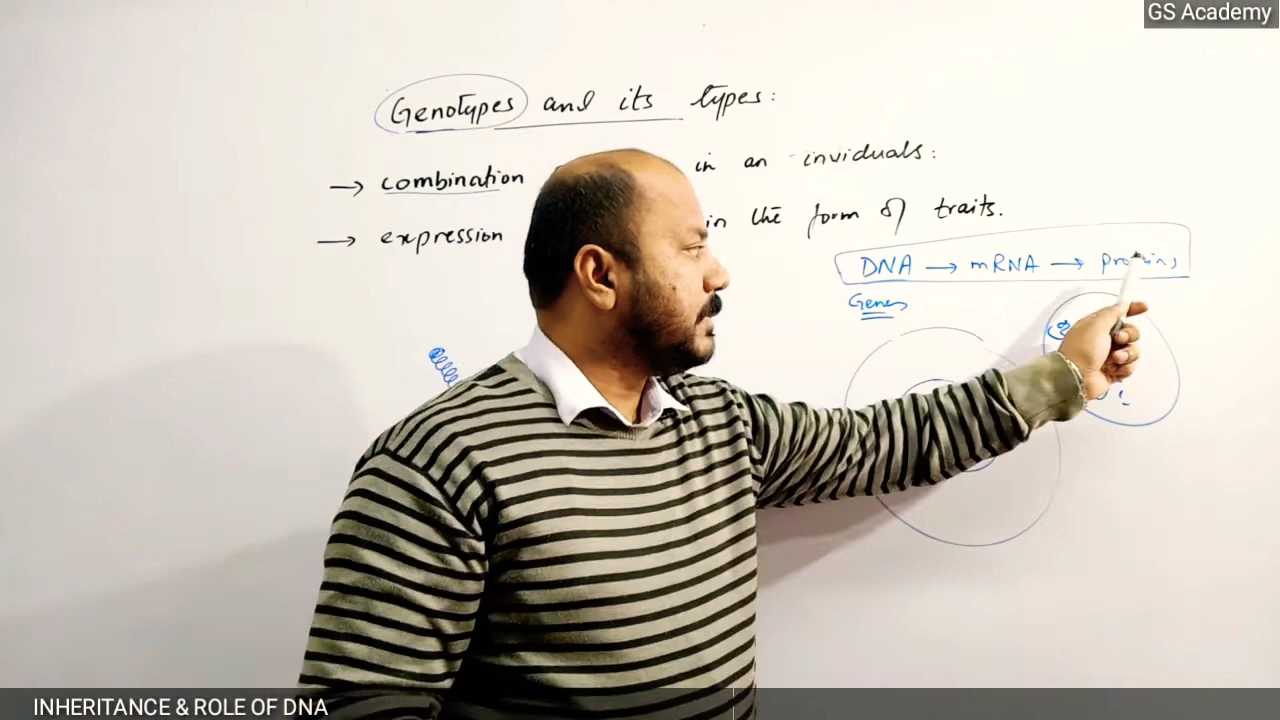 GS Academy
Genotypes and its types:
→ combination in an inviduals:
→ expression in the form of traits.
DNA → mRNA → proteins
Genes
INHERITANCE & ROLE OF DNA